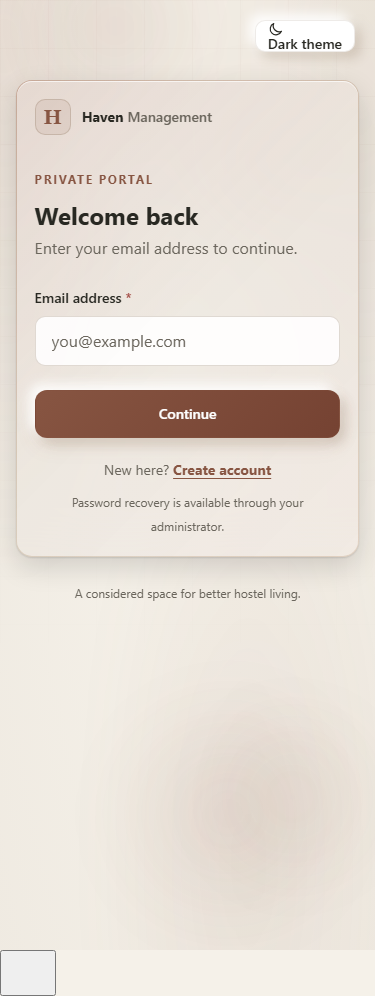 Dark theme
H
Haven Management
PRIVATE PORTAL
Welcome back
Enter your email address to continue.
Email address *
you@example.com
Continue
New here? Create account
Password recovery is available through your
administrator.
A considered space for better hostel living.